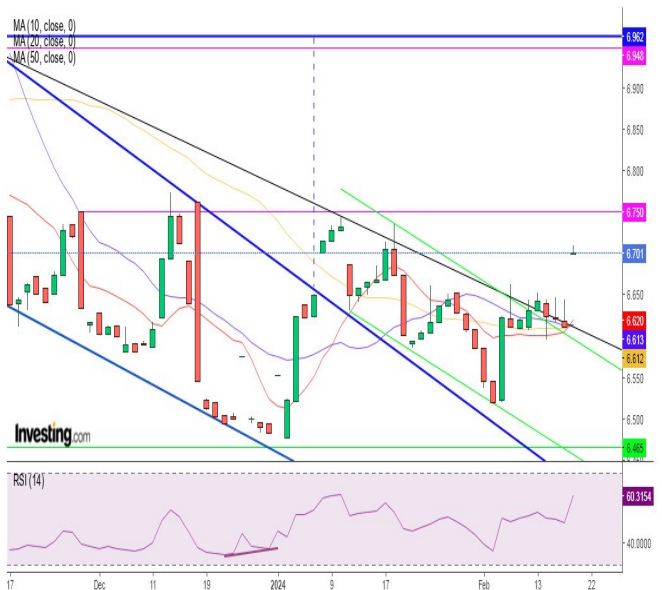 MA (10, close, 0)
MA (20, close, 0)
MA (50, close, 0)
6.962
6.948
6.900
6.850
6.800
6.750
6.701
6.650
6.620
6.613
6.612
6.550
6.500
6.465
Investing.com
RSI (14)
60.3154
40.0000
17 Dec 11 19 2024 9 17 Feb 13 22